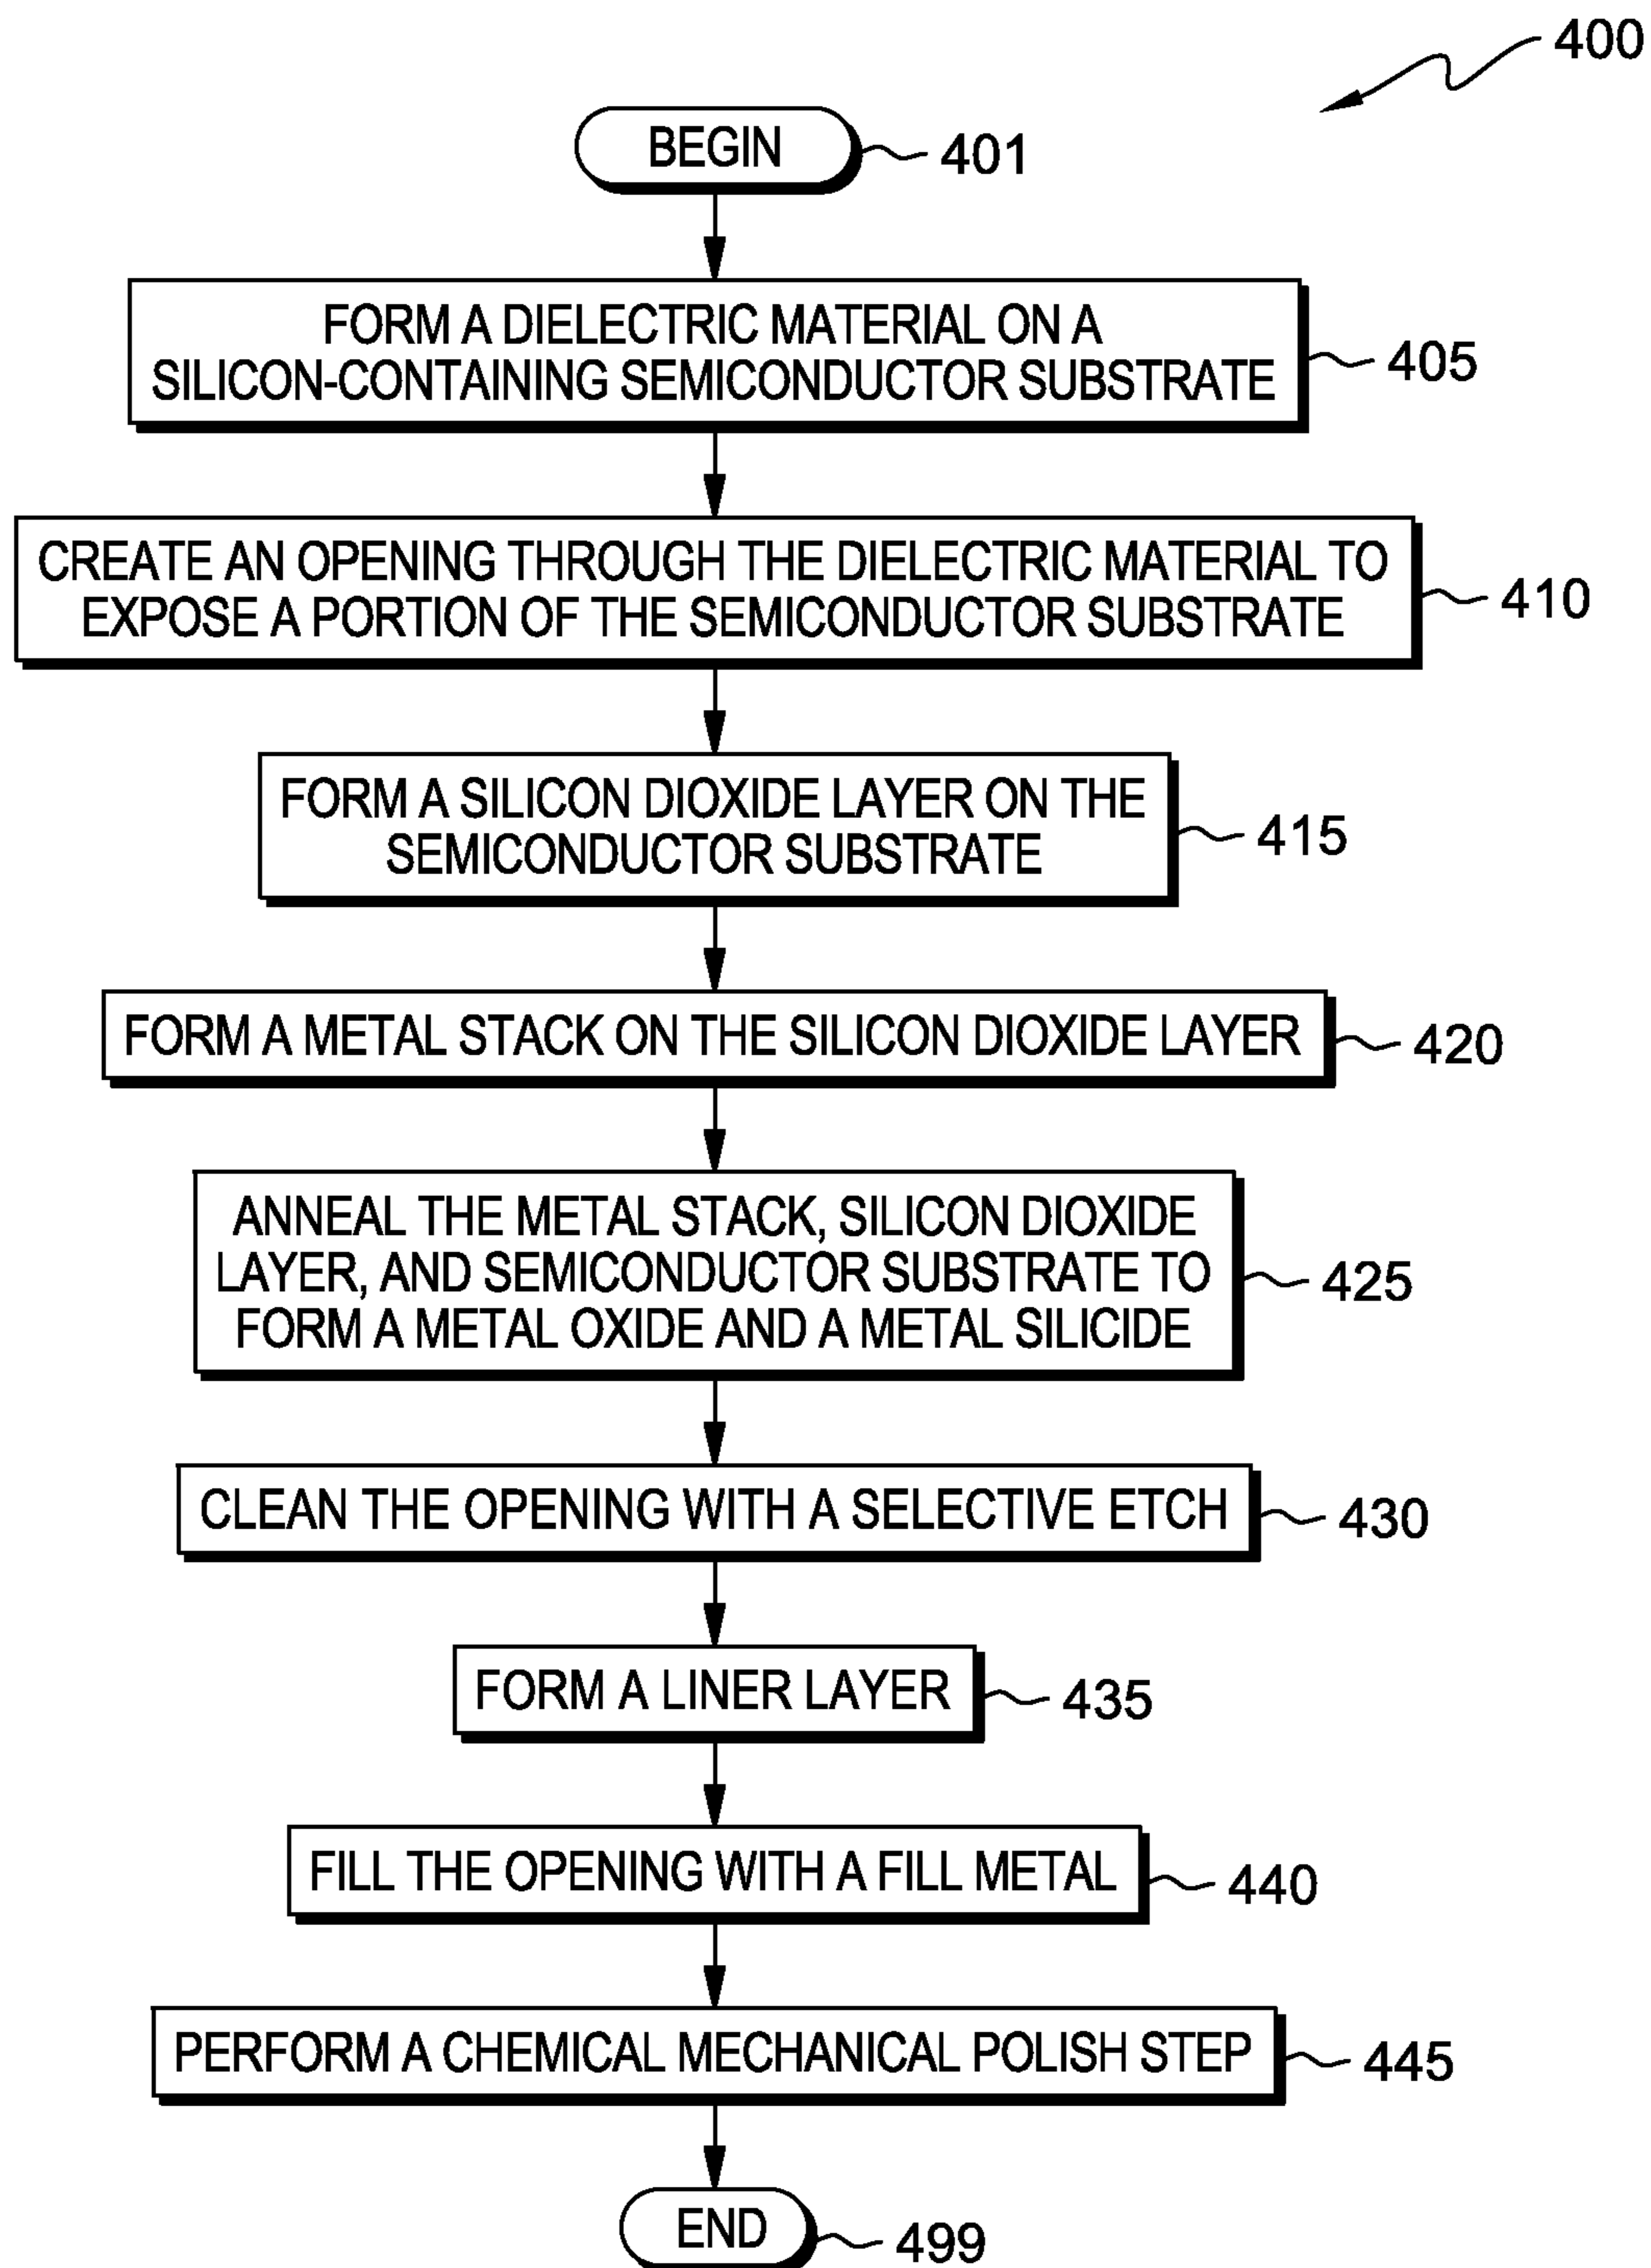 400
BEGIN
401
FORM A DIELECTRIC MATERIAL ON A
SILICON-CONTAINING SEMICONDUCTOR SUBSTRATE
405
CREATE AN OPENING THROUGH THE DIELECTRIC MATERIAL TO
EXPOSE A PORTION OF THE SEMICONDUCTOR SUBSTRATE
410
FORM A SILICON DIOXIDE LAYER ON THE
SEMICONDUCTOR SUBSTRATE
415
FORM A METAL STACK ON THE SILICON DIOXIDE LAYER
420
ANNEAL THE METAL STACK, SILICON DIOXIDE
LAYER, AND SEMICONDUCTOR SUBSTRATE TO
FORM A METAL OXIDE AND A METAL SILICIDE
425
CLEAN THE OPENING WITH A SELECTIVE ETCH
430
FORM A LINER LAYER
435
FILL THE OPENING WITH A FILL METAL
440
PERFORM A CHEMICAL MECHANICAL POLISH STEP
445
END
499